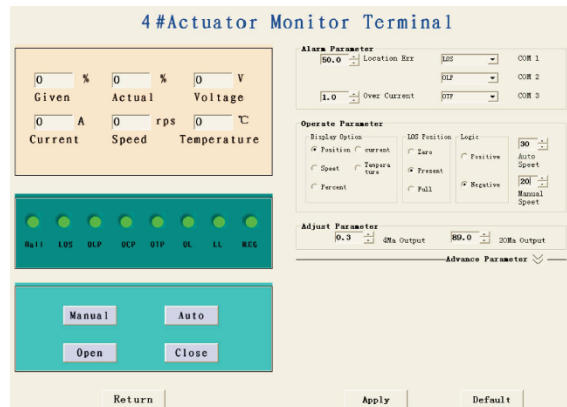 4#Actuator Monitor Terminal
0 % 0 % 0 V
Given Actual Voltage
0 A 0 rps 0 ℃
Current Speed Temperature
Hall LOS OLP OCP OTP OL LL REG
Manual Auto
Open Close
Return
Alarm Parameter
50.0 Location Err LOS COM 1
OLP COM 2
1.0 Over Current OTP COM 3
Operate Parameter
Display Option LOS Position Logic
Position current Zero Positive 30
Auto
Speet
Speet Tempera
ture
Present Negative 20
Manual
Speet
Percent Full
Adjust Parameter
0.3 4Ma Output 89.0 20Ma Output
Advance Parameter
Apply Default